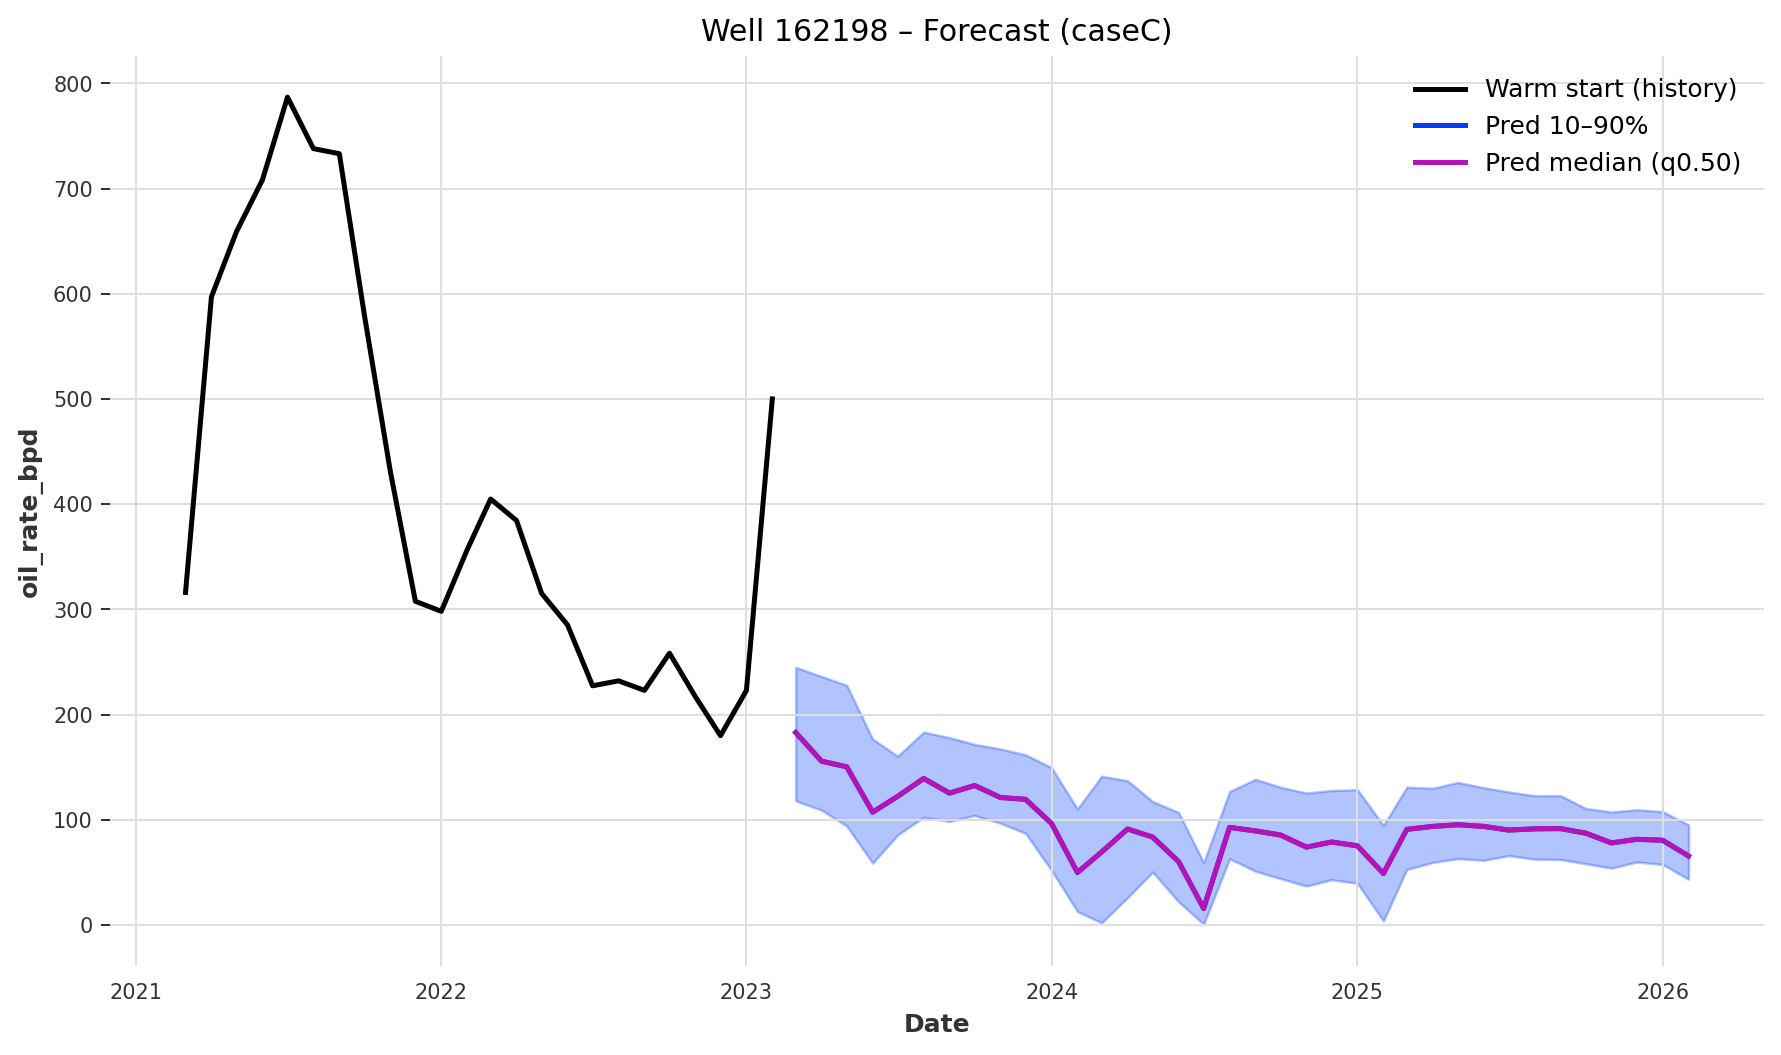 Well 162198 – Forecast (caseC)
Warm start (history)
Pred 10–90%
Pred median (q0.50)
oil_rate_bpd
800
700
600
500
400
300
200
100
0
2021 2022 2023 2024 2025 2026
Date